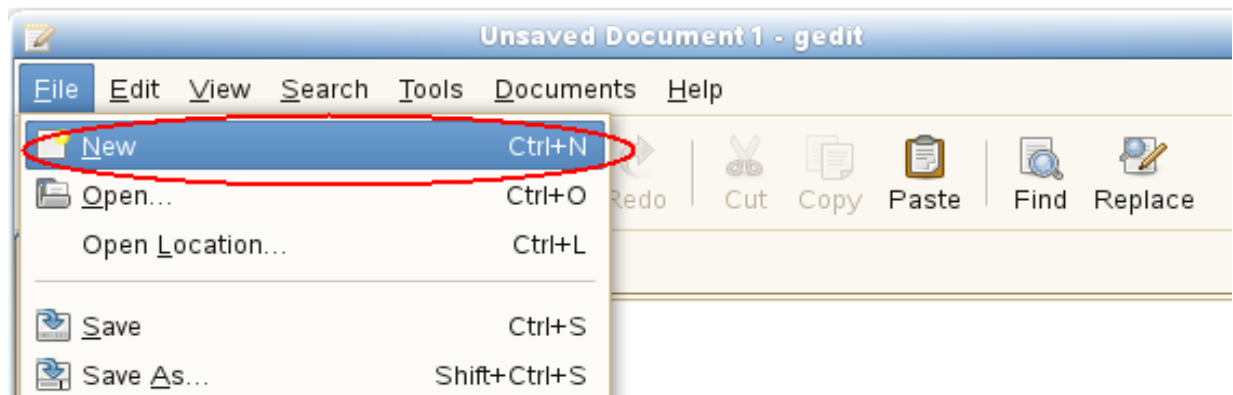 Unsaved Document 1 - gedit
File Edit View Search Tools Documents Help
New Ctrl+N
Open... Ctrl+O
Open Location... Ctrl+L
Save Ctrl+S
Save As... Shift+Ctrl+S
Redo Cut Copy Paste Find Replace